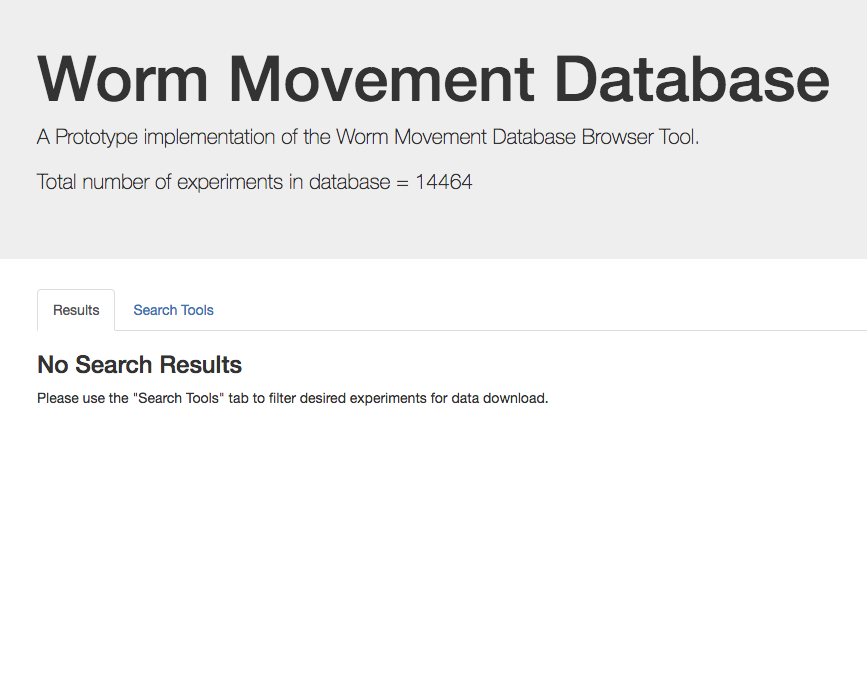 Worm Movement Database
A Prototype implementation of the Worm Movement Database Browser Tool.
Total number of experiments in database = 14464
Results
Search Tools
No Search Results
Please use the "Search Tools" tab to filter desired experiments for data download.